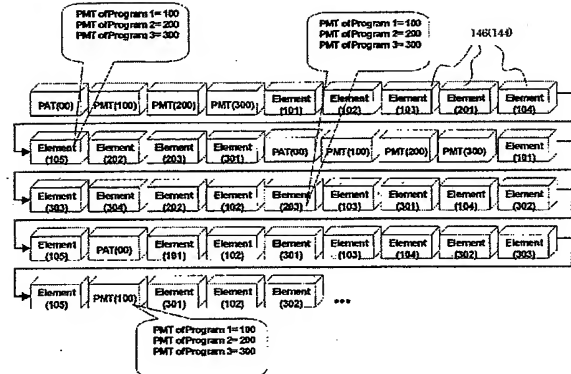 PMT of Program 1= 100
PMT of Program 2= 200
PMT of Program 3= 300
PMT of Program 1= 100
PMT of Program 2= 200
PMT of Program 3= 300
146(144)
PAT(00) PMT(100) PMT(200) PMT(300) Element (101) Element (102) Element (103) Element (201) Element (104)
Element (105) Element (202) Element (203) Element (301) PAT(00) PMT(100) PMT(200) PMT(300) Element (101)
Element (303) Element (304) Element (202) Element (102) Element (203) Element (103) Element (301) Element (104) Element (302)
Element (105) PAT(00) Element (101) Element (102) Element (301) Element (103) Element (104) Element (302) Element (303)
Element (105) PMT(100) Element (301) Element (102) Element (302) ...
PMT of Program 1= 100
PMT of Program 2= 200
PMT of Program 3= 300